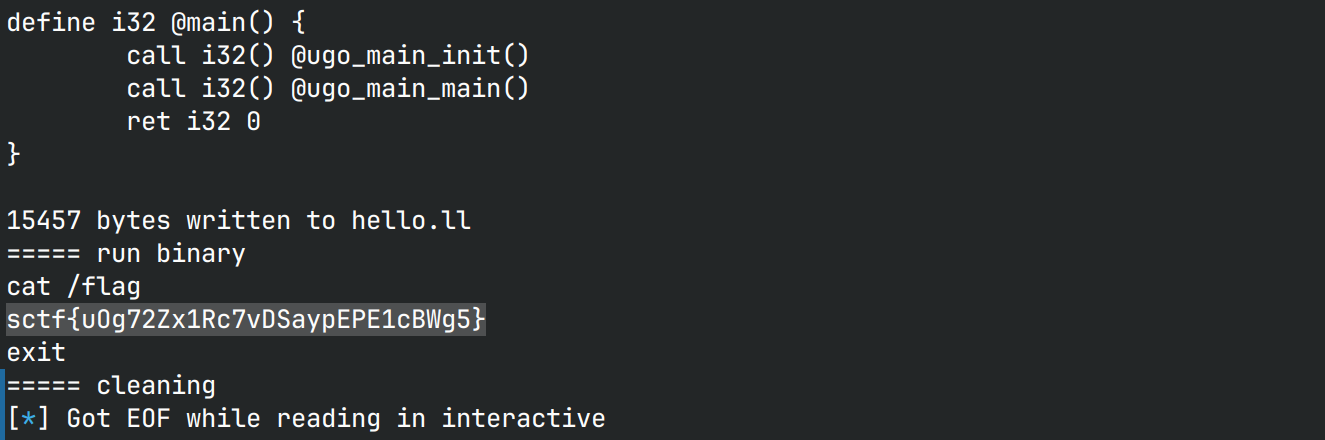 define i32 @main() {
        call i32() @ugo_main_init()
        call i32() @ugo_main_main()
        ret i32 0
}
15457 bytes written to hello.ll
===== run binary
cat /flag
sctf{uOg72Zx1Rc7vDSaypEPE1cBWg5}
exit
===== cleaning
[*] Got EOF while reading in interactive